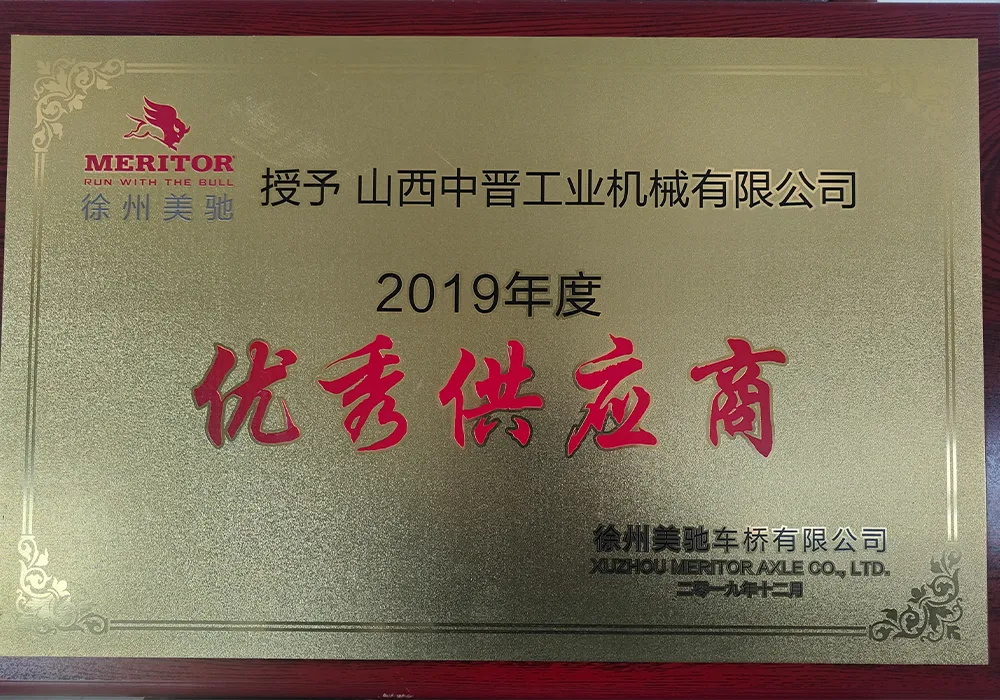 MERITOR
RUN WITH THE BULL
徐州美驰
授予 山西中晋工业机械有限公司
2019年度
优秀供应商
徐州美驰车桥有限公司
XUZHOU MERITOR AXLE CO., LTD.
二零一九年十二月